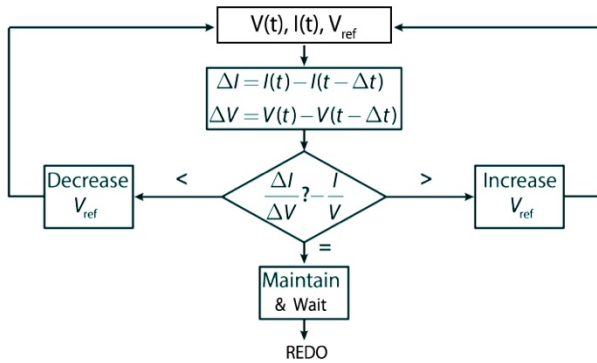 V(t), I(t), V_ref
ΔI = I(t) – I(t – Δt)
ΔV = V(t) – V(t – Δt)
<
ΔI/ΔV ? – I/V
>
Decrease
V_ref
Increase
V_ref
=
Maintain
& Wait
REDO